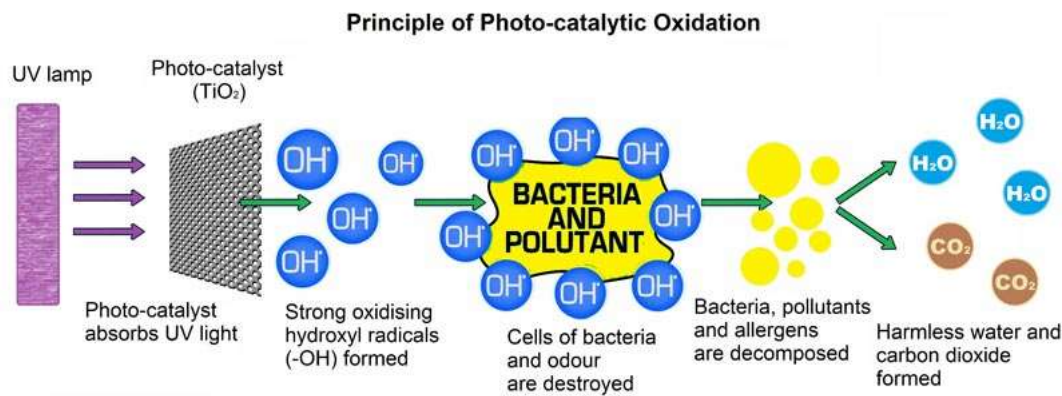 Principle of Photo-catalytic Oxidation
UV lamp
Photo-catalyst
(TiO₂)
Photo-catalyst
absorbs UV light
OH•
OH•
OH•
OH•
Strong oxidising
hydroxyl radicals
(-OH) formed
OH•
OH•
OH•
OH•
OH•
OH•
OH•
OH•
BACTERIA
AND
POLUTANT
Cells of bacteria
and odour
are destroyed
Bacteria, pollutants
and allergens
are decomposed
H₂O
H₂O
H₂O
CO₂
CO₂
Harmless water and
carbon dioxide
formed